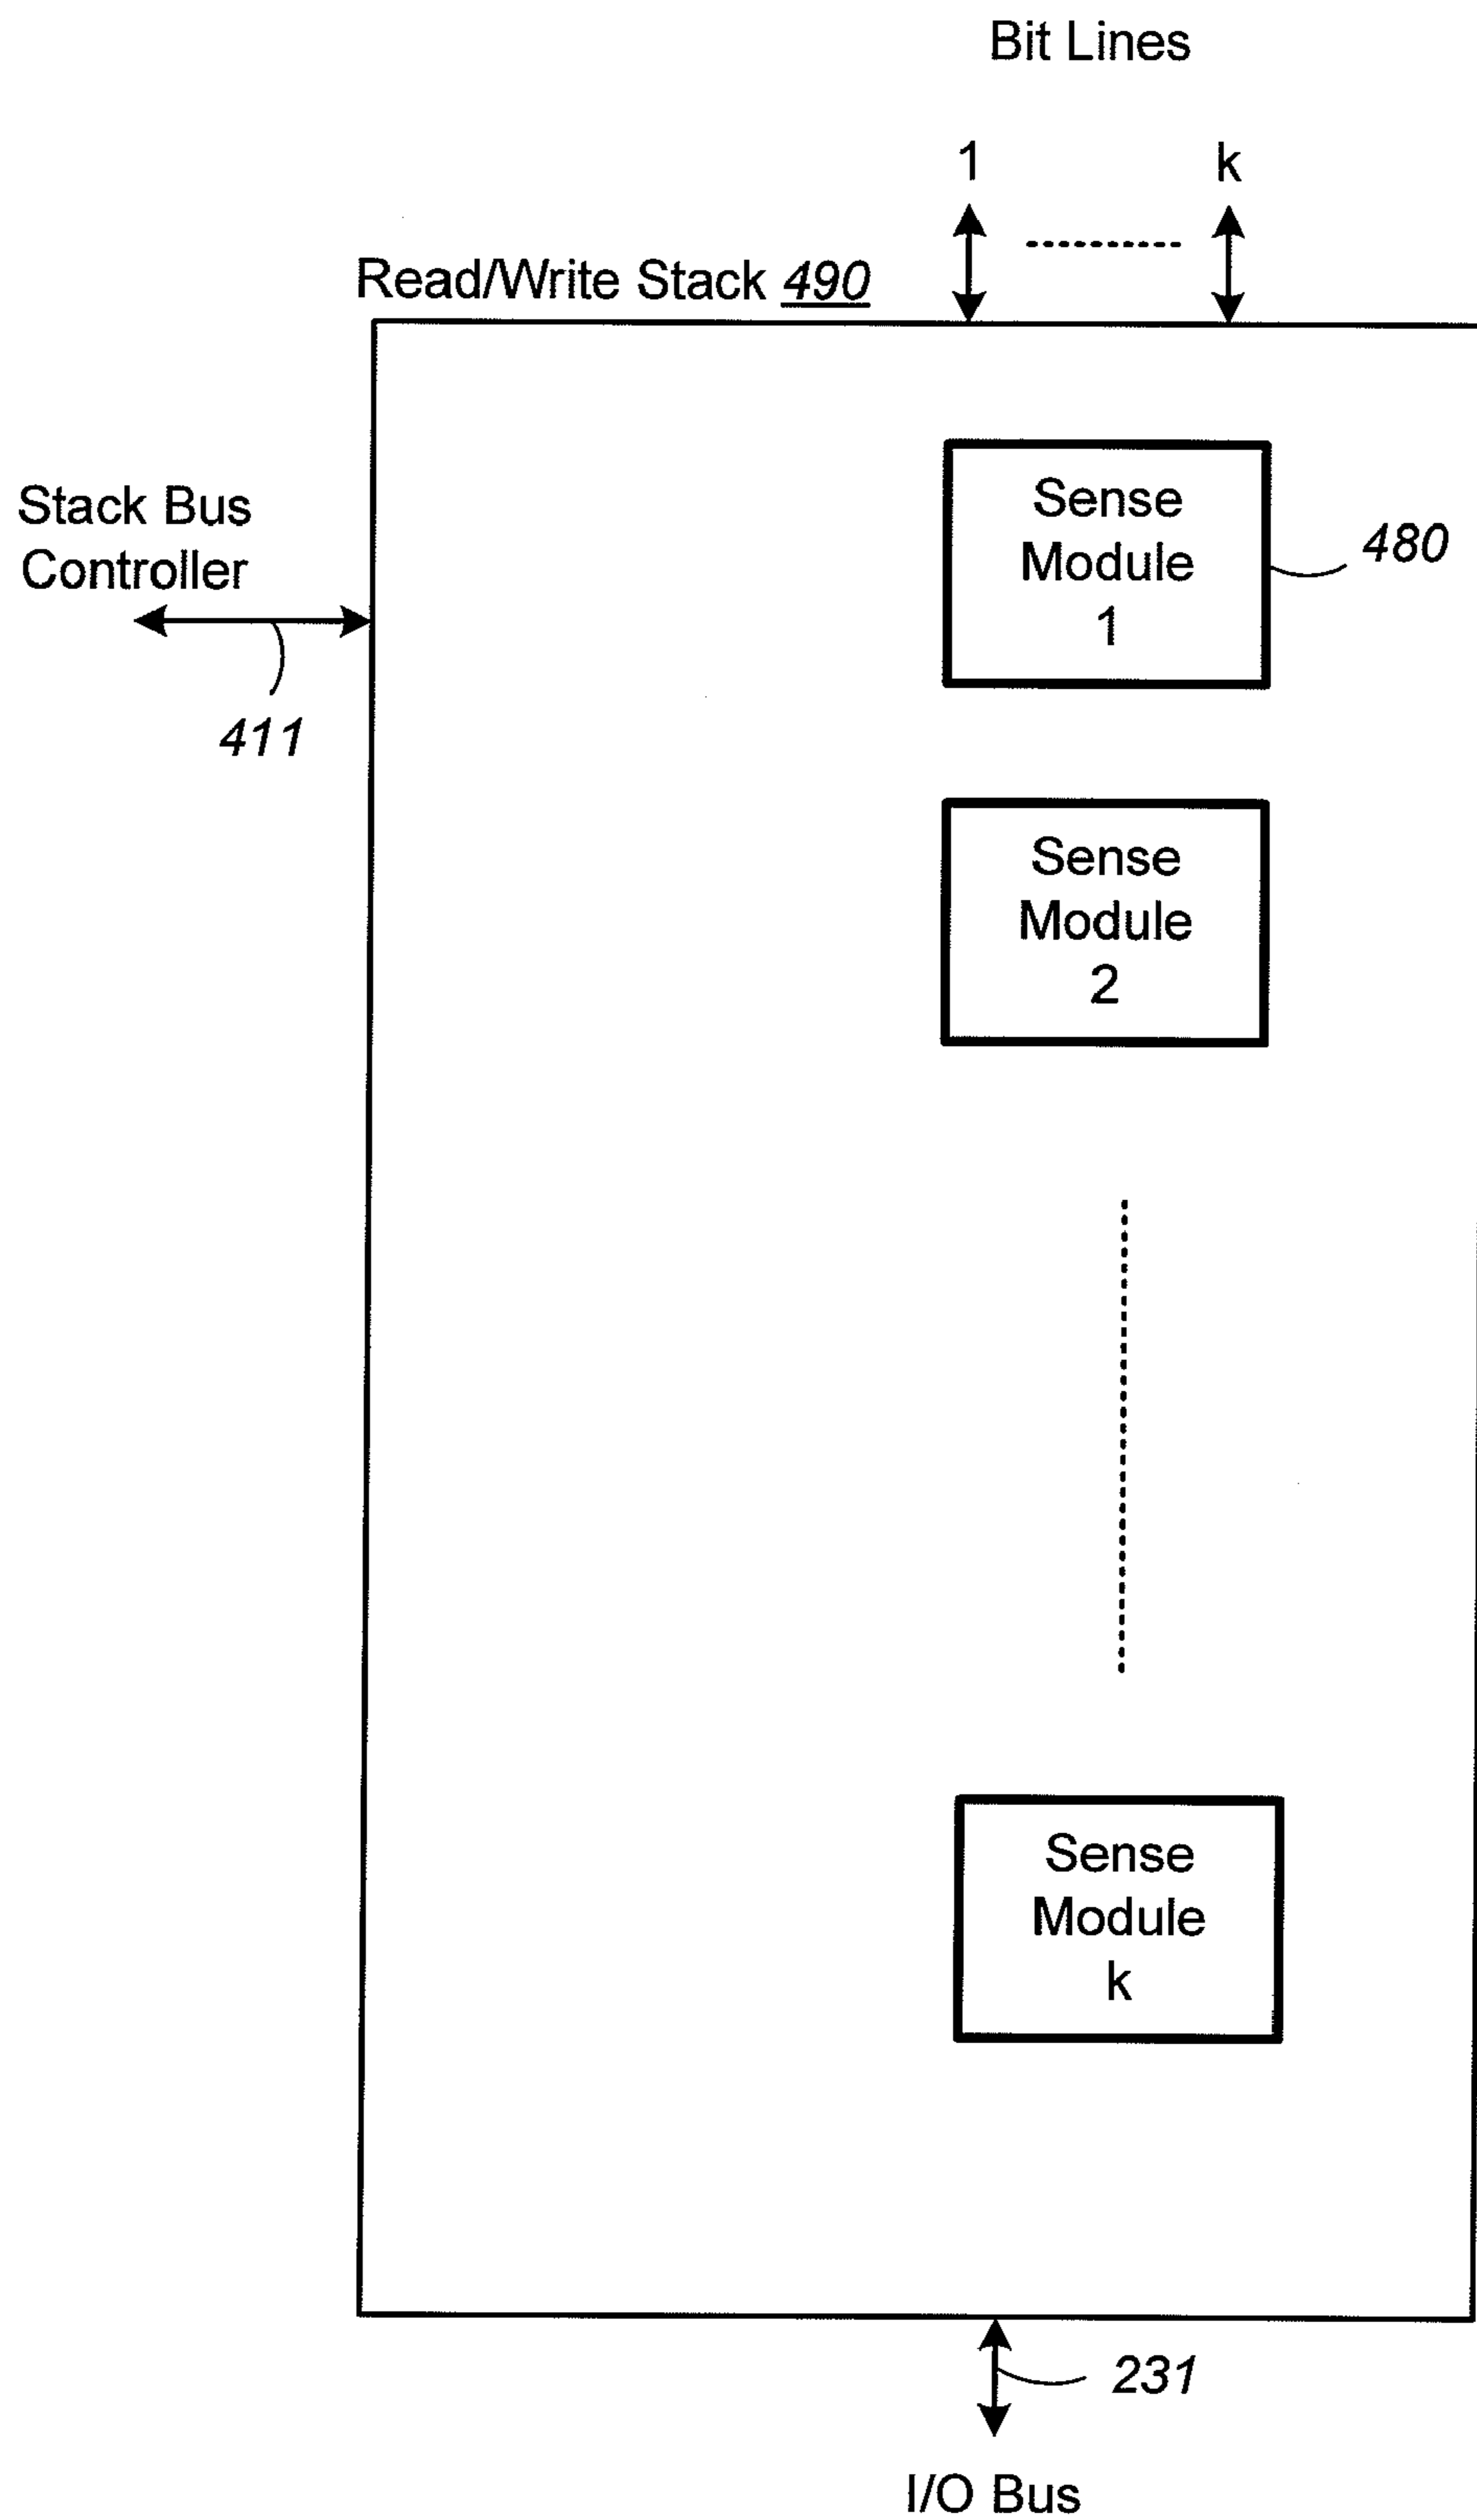 Bit Lines
1
k
Read/Write Stack 490
Stack Bus
Controller
411
Sense
Module
1
480
Sense
Module
2
Sense
Module
k
231
I/O Bus